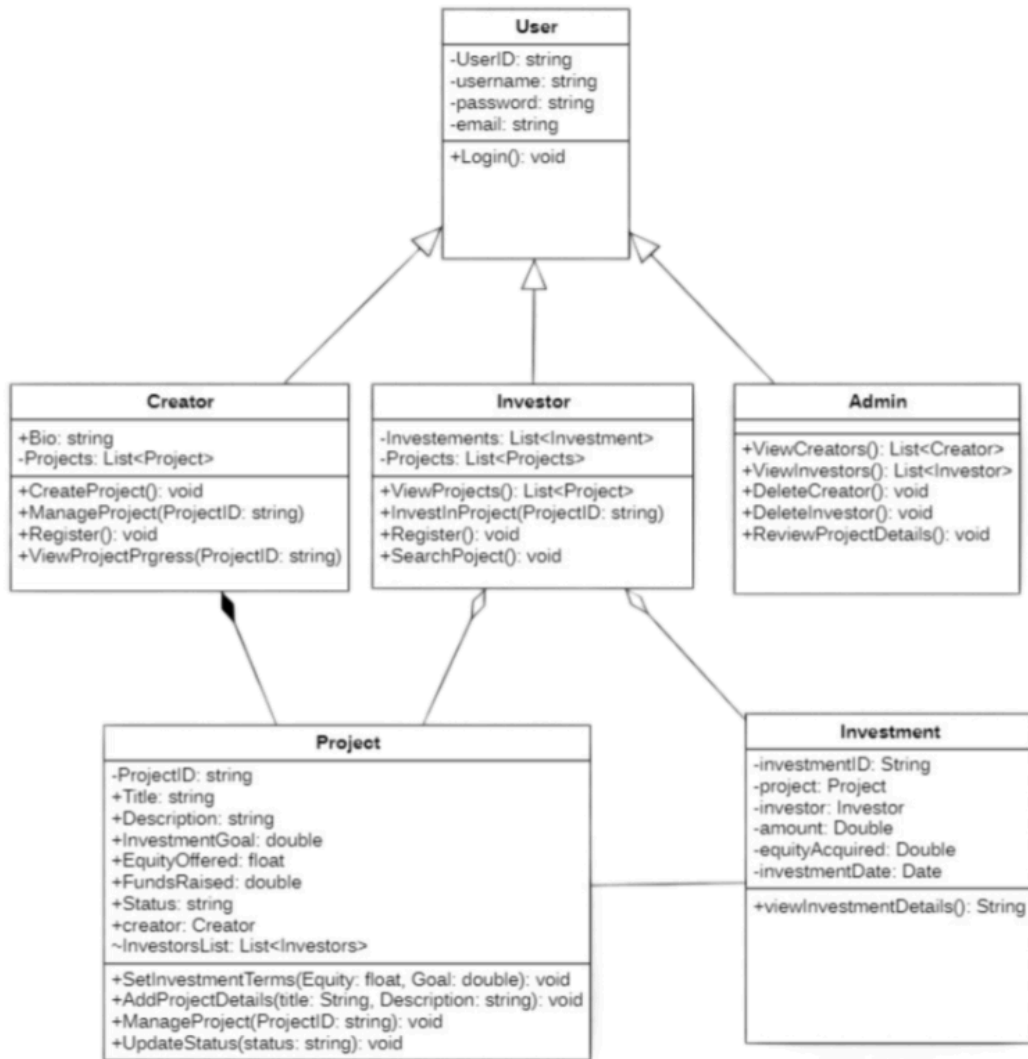 User
-UserID: string
-username: string
-password: string
-email: string
+Login(): void
Creator
+Bio: string
-Projects: List<Project>
+CreateProject(): void
+ManageProject(ProjectID: string)
+Register(): void
+ViewProjectPrgress(ProjectID: string)
Investor
-Investements: List<Investment>
-Projects: List<Projects>
+ViewProjects(): List<Project>
+InvestInProject(ProjectID: string)
+Register(): void
+SearchPoject(): void
Admin
+ViewCreators(): List<Creator>
+ViewInvestors(): List<Investor>
+DeleteCreator(): void
+DeleteInvestor(): void
+ReviewProjectDetails(): void
Project
-ProjectID: string
+Title: string
+Description: string
+InvestmentGoal: double
+EquityOffered: float
+FundsRaised: double
+Status: string
+creator: Creator
~InvestorsList: List<Investors>
+SetInvestmentTerms(Equity: float, Goal: double): void
+AddProjectDetails(title: String, Description: string): void
+ManageProject(ProjectID: string): void
+UpdateStatus(status: string): void
Investment
-investmentID: String
-project: Project
-investor: Investor
-amount: Double
-equityAcquired: Double
-investmentDate: Date
+viewInvestmentDetails(): String